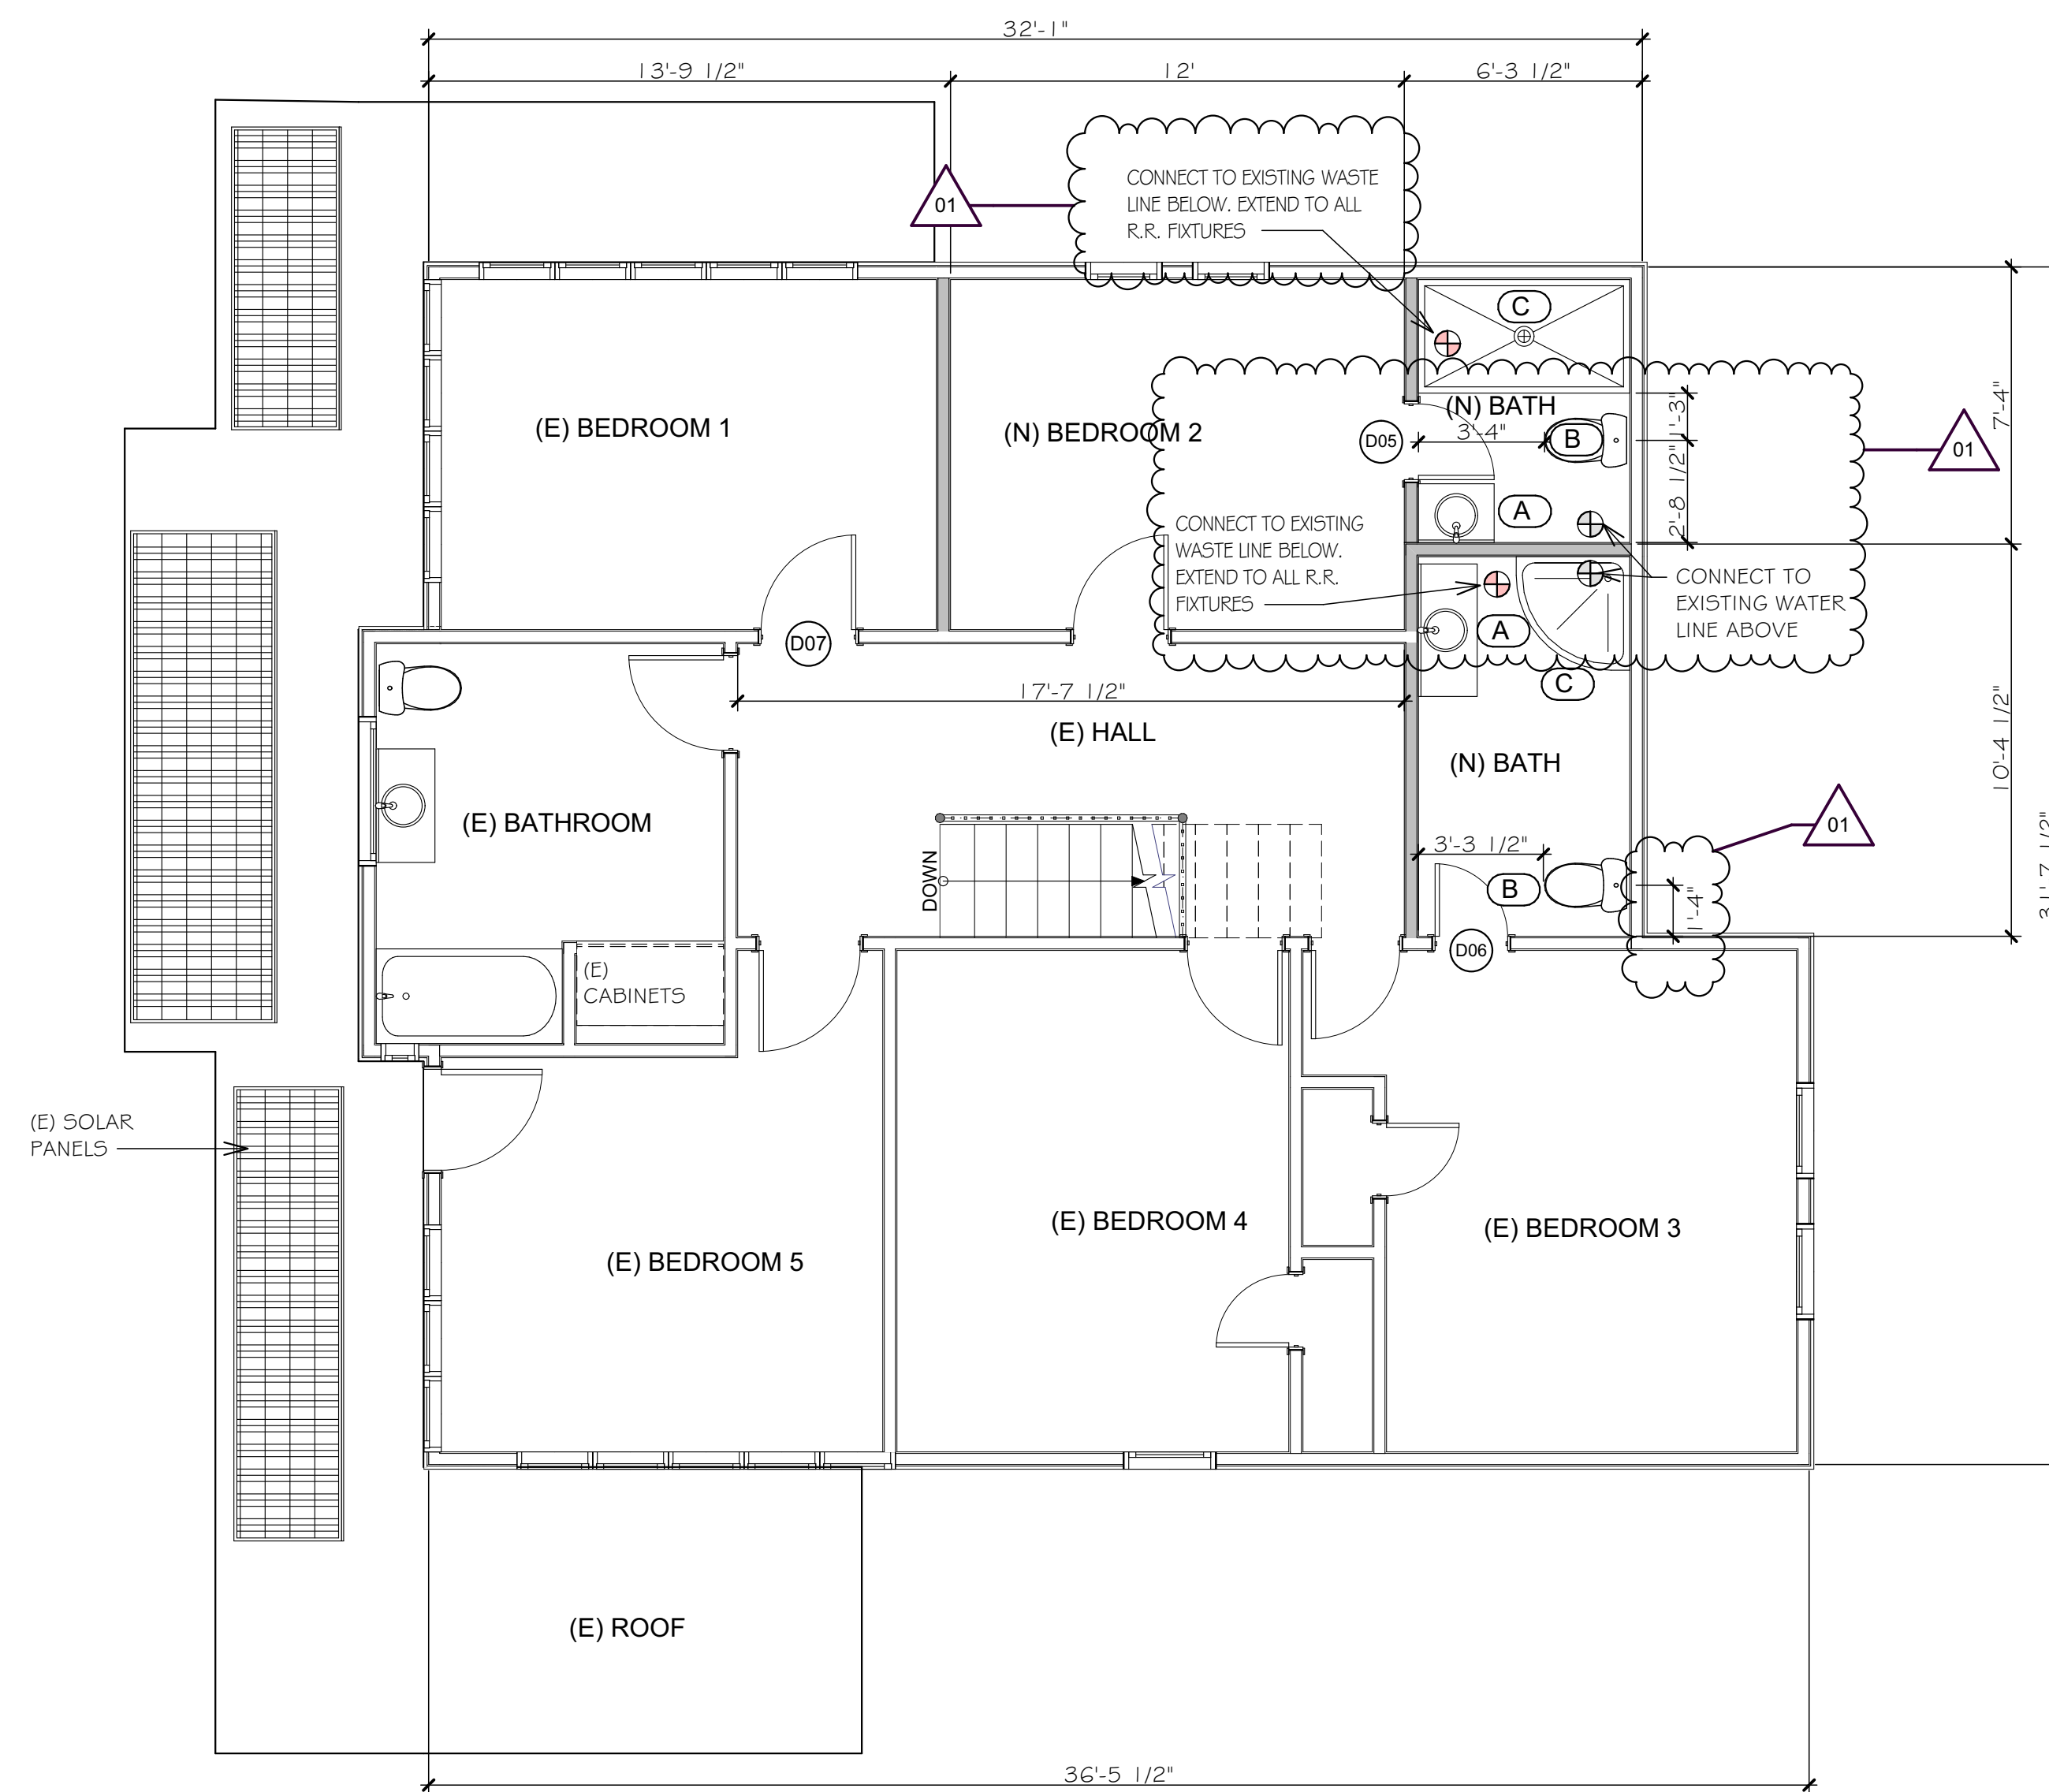 32'-1"
13'-9 1/2"
12'
6'-3 1/2"
CONNECT TO EXISTING WASTE
LINE BELOW. EXTEND TO ALL
R.R. FIXTURES
01
C
(N) BATH
3'-4"
B
1'-3"
7'-4"
(E) BEDROOM 1
(N) BEDROOM 2
D05
01
2'-8 1/2"
A
CONNECT TO EXISTING
WASTE LINE BELOW.
EXTEND TO ALL R.R.
FIXTURES
CONNECT TO
EXISTING WATER
LINE ABOVE
A
D07
C
17'-7 1/2"
(E) HALL
10'-4 1/2"
(N) BATH
(E) BATHROOM
01
3'-3 1/2"
DOWN
B
1'-4"
31'-7 1/2"
D06
(E)
CABINETS
(E) SOLAR
PANELS
(E) BEDROOM 4
(E) BEDROOM 3
(E) BEDROOM 5
(E) ROOF
36'-5 1/2"